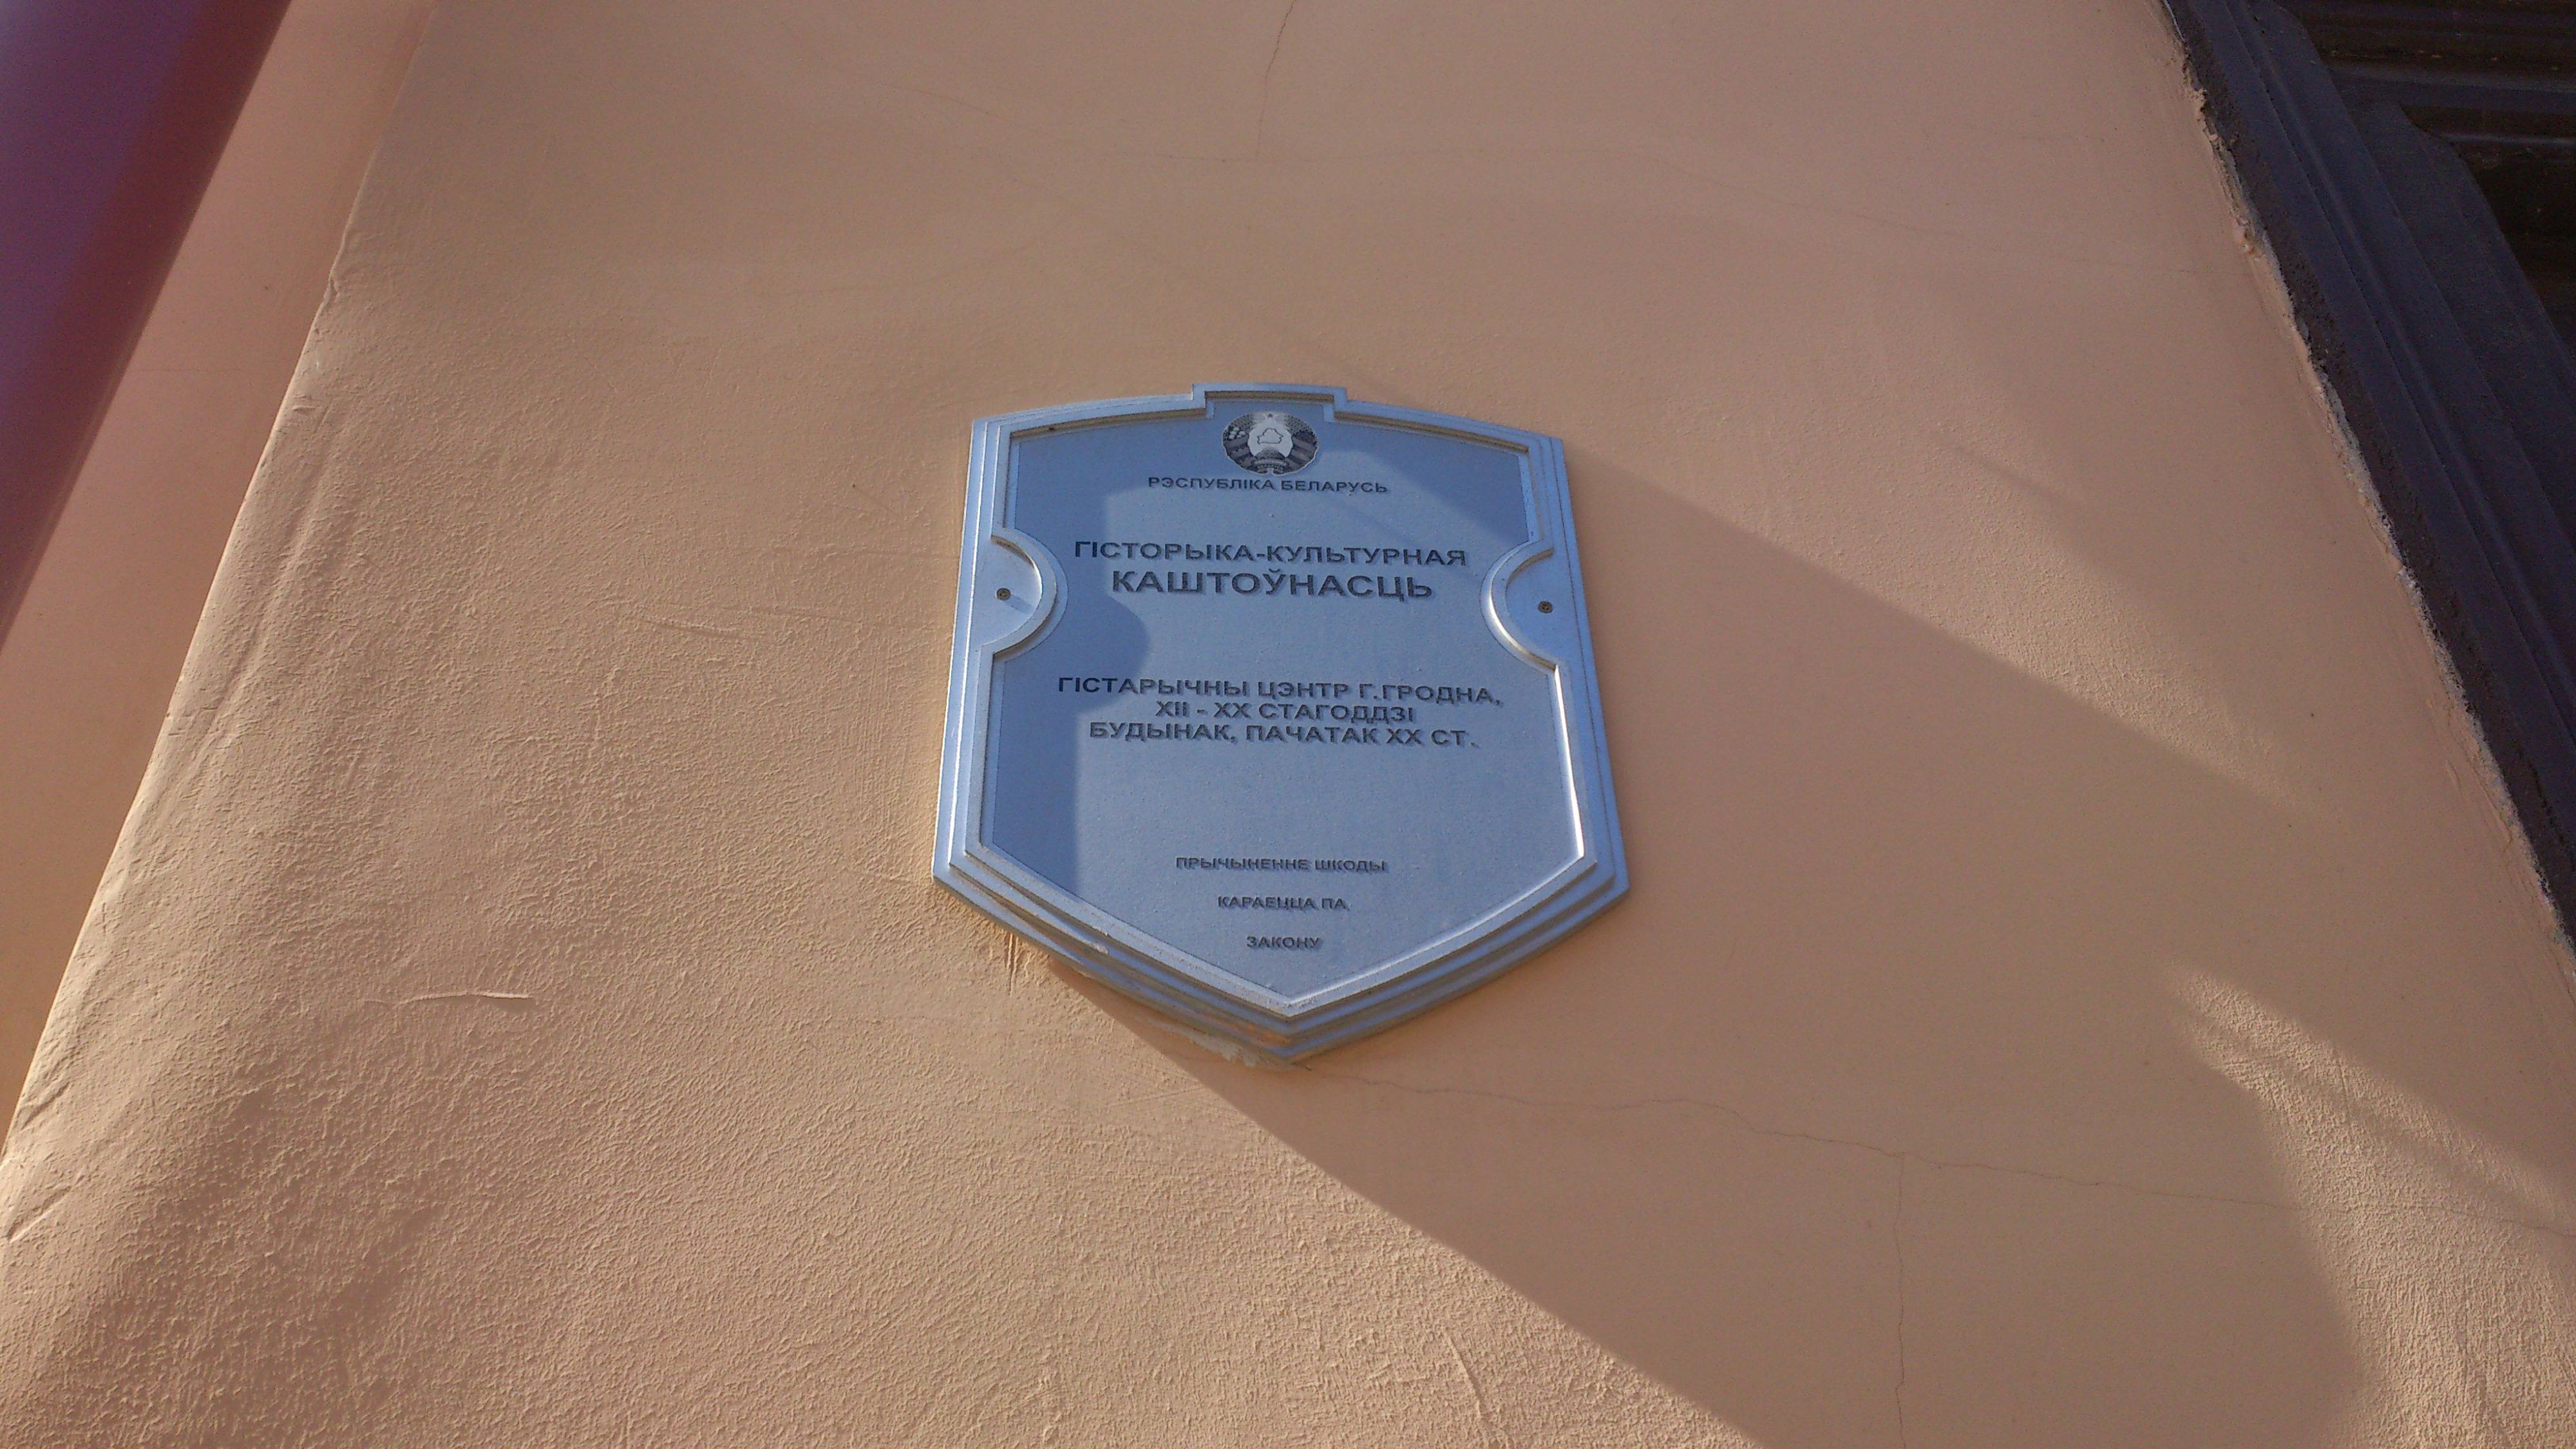 РЭСПУБЛІКА БЕЛАРУСЬ
ГІСТОРЫКА-КУЛЬТУРНАЯ
КАШТОЎНАСЦЬ
ГІСТАРЫЧНЫ ЦЭНТР Г.ГРОДНА,
XII - XX СТАГОДДЗІ
БУДЫНАК, ПАЧАТАК XX СТ.
ПРЫЧЫНЕННЕ ШКОДЫ
КАРАЕЦЦА ПА
ЗАКОНУ